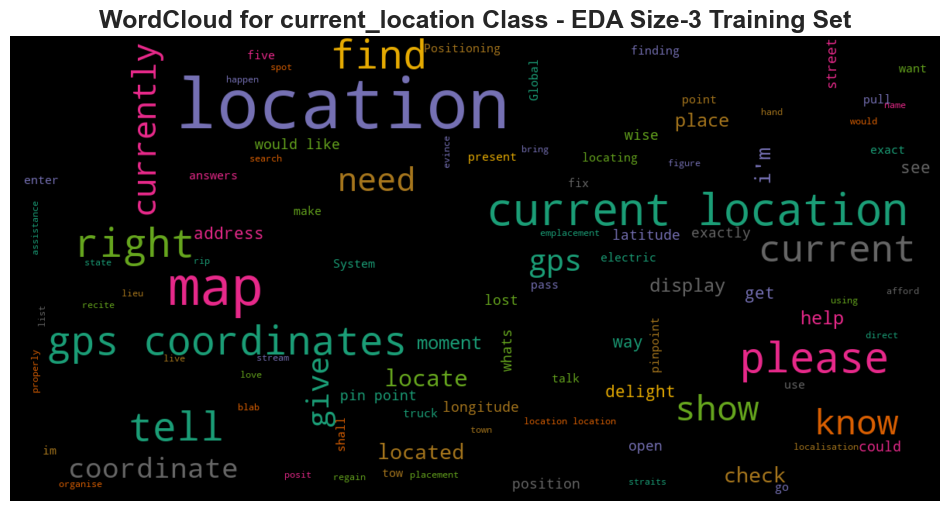 WordCloud for current_location Class - EDA Size-3 Training Set
five
find
Positioning
finding
street
want
spot
happen
Global
location
currently
point
pull
name
hand
place
would
would like
wise
evince
bring
search
present
locating
figure
i'm
exact
see
answers
need
fix
enter
make
current location
assistance
address
emplacement
latitude
exactly
right
current
state
rip
System
gps
electric
map
pass
display
get
afford
lieu
lost
using
recite
list
help
gps coordinates
moment
whats
way
pinpoint
direct
live
stream
please
properly
love
give
locate
talk
use
pin point
delight
blab
truck
longitude
show
tell
know
shall
town
location location
im
located
open
localisation
could
coordinate
posit
regain
tow
placement
check
organise
position
straits
go